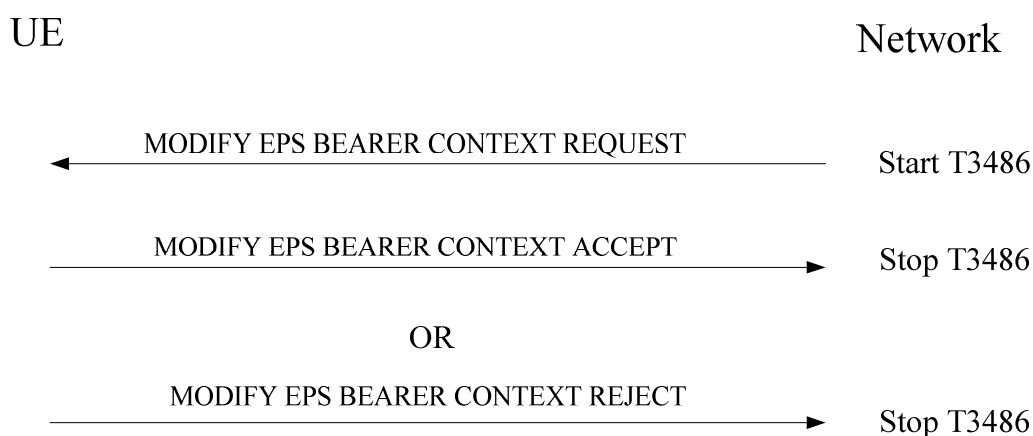 UE
Network
MODIFY EPS BEARER CONTEXT REQUEST
Start T3486
MODIFY EPS BEARER CONTEXT ACCEPT
Stop T3486
OR
MODIFY EPS BEARER CONTEXT REJECT
Stop T3486